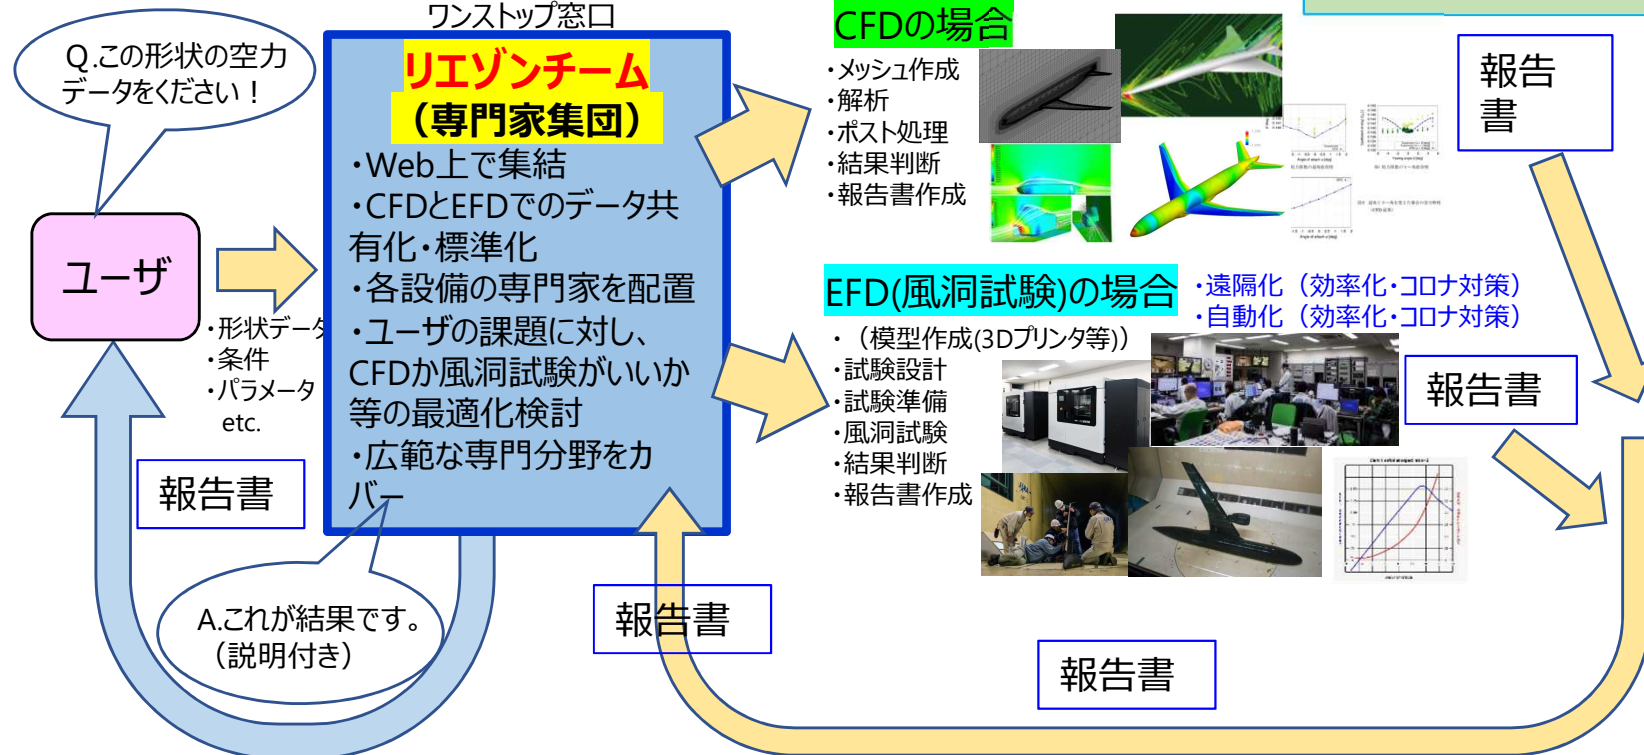 ワンストップ窓口
Q.この形状の空力
データをください！
リエゾンチーム
（専門家集団）
・Web上で集結
・CFDとEFDでのデータ共
有化・標準化
・各設備の専門家を配置
・ユーザの課題に対し、
CFDか風洞試験がいいか
等の最適化検討
・広範な専門分野をカ
バー
ユーザ
・形状データ
・条件
・パラメータ
etc.
報告書
A.これが結果です。
（説明付き）
CFDの場合
・メッシュ作成
・解析
・ポスト処理
・結果判断
・報告書作成
報告
書
EFD(風洞試験)の場合
・遠隔化（効率化・コロナ対策）
・自動化（効率化・コロナ対策）
・（模型作成(3Dプリンタ等)）
・試験設計
・試験準備
・風洞試験
・結果判断
・報告書作成
報告書
報告書
報告書